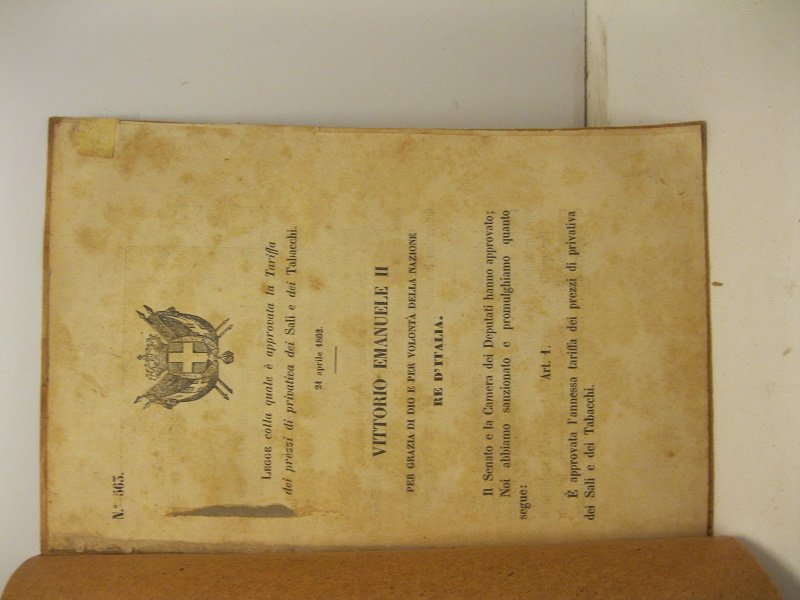 N.° 563.
LEGGE colla quale è approvata la Tariffa
dei prezzi di privativa dei Sali e dei Tabacchi.
21 aprile 1862.
VITTORIO EMANUELE II
PER GRAZIA DI DIO E PER VOLONTÀ DELLA NAZIONE
RE D'ITALIA.
Il Senato e la Camera dei Deputati hanno approvato;
Noi abbiamo sanzionato e promulghiamo quanto
segue:
Art. 1.
È approvata l'annessa tariffa dei prezzi di privativa
dei Sali e dei Tabacchi.